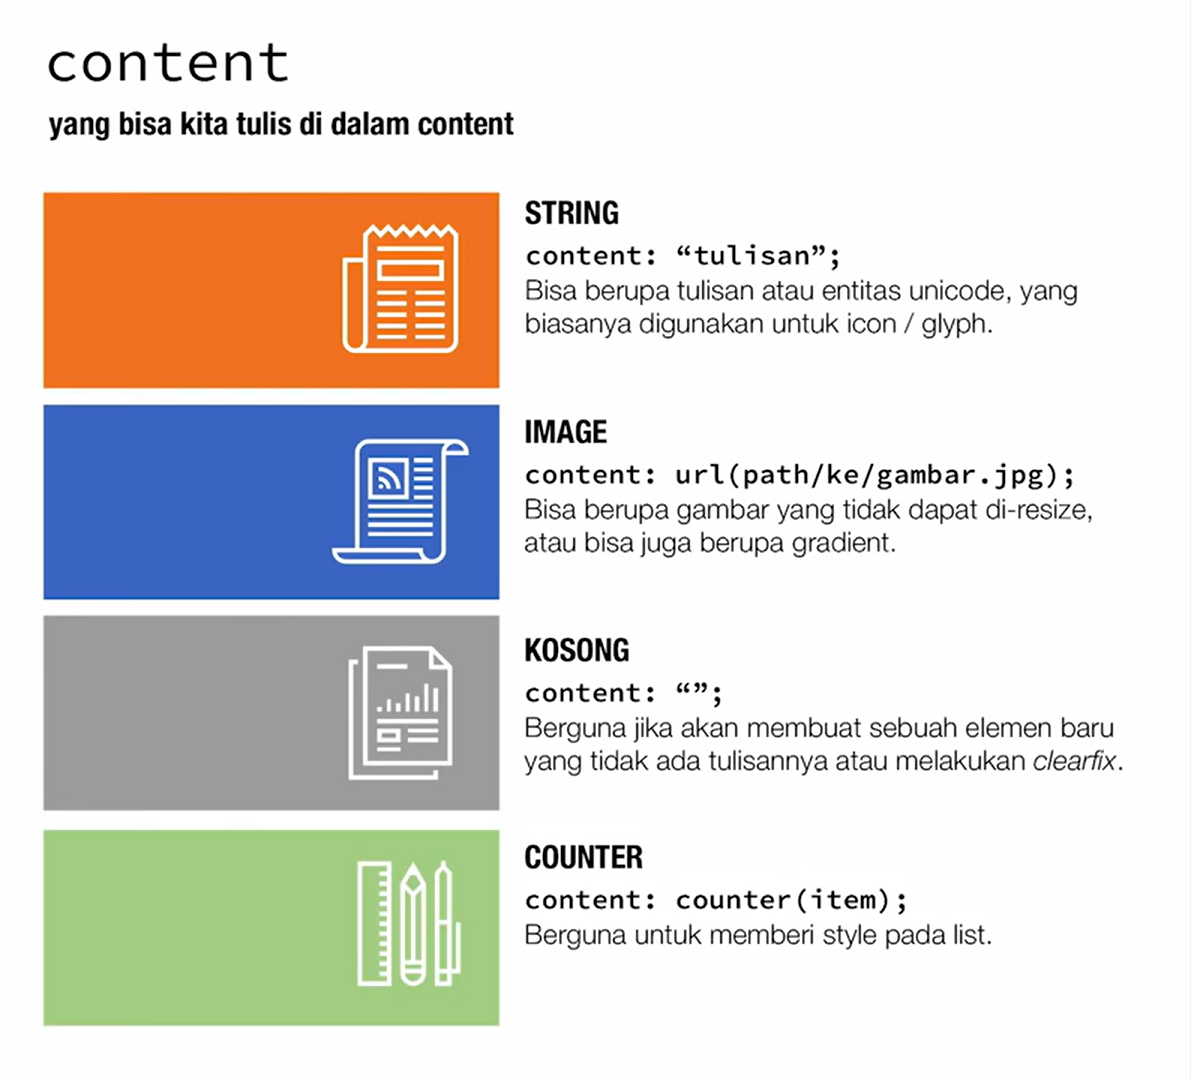 content
yang bisa kita tulis di dalam content
STRING
content: “tulisan”;
Bisa berupa tulisan atau entitas unicode, yang
biasanya digunakan untuk icon / glyph.
IMAGE
content: url(path/ke/gambar.jpg);
Bisa berupa gambar yang tidak dapat di-resize,
atau bisa juga berupa gradient.
KOSONG
content: “”;
Berguna jika akan membuat sebuah elemen baru
yang tidak ada tulisannya atau melakukan clearfix.
COUNTER
content: counter(item);
Berguna untuk memberi style pada list.